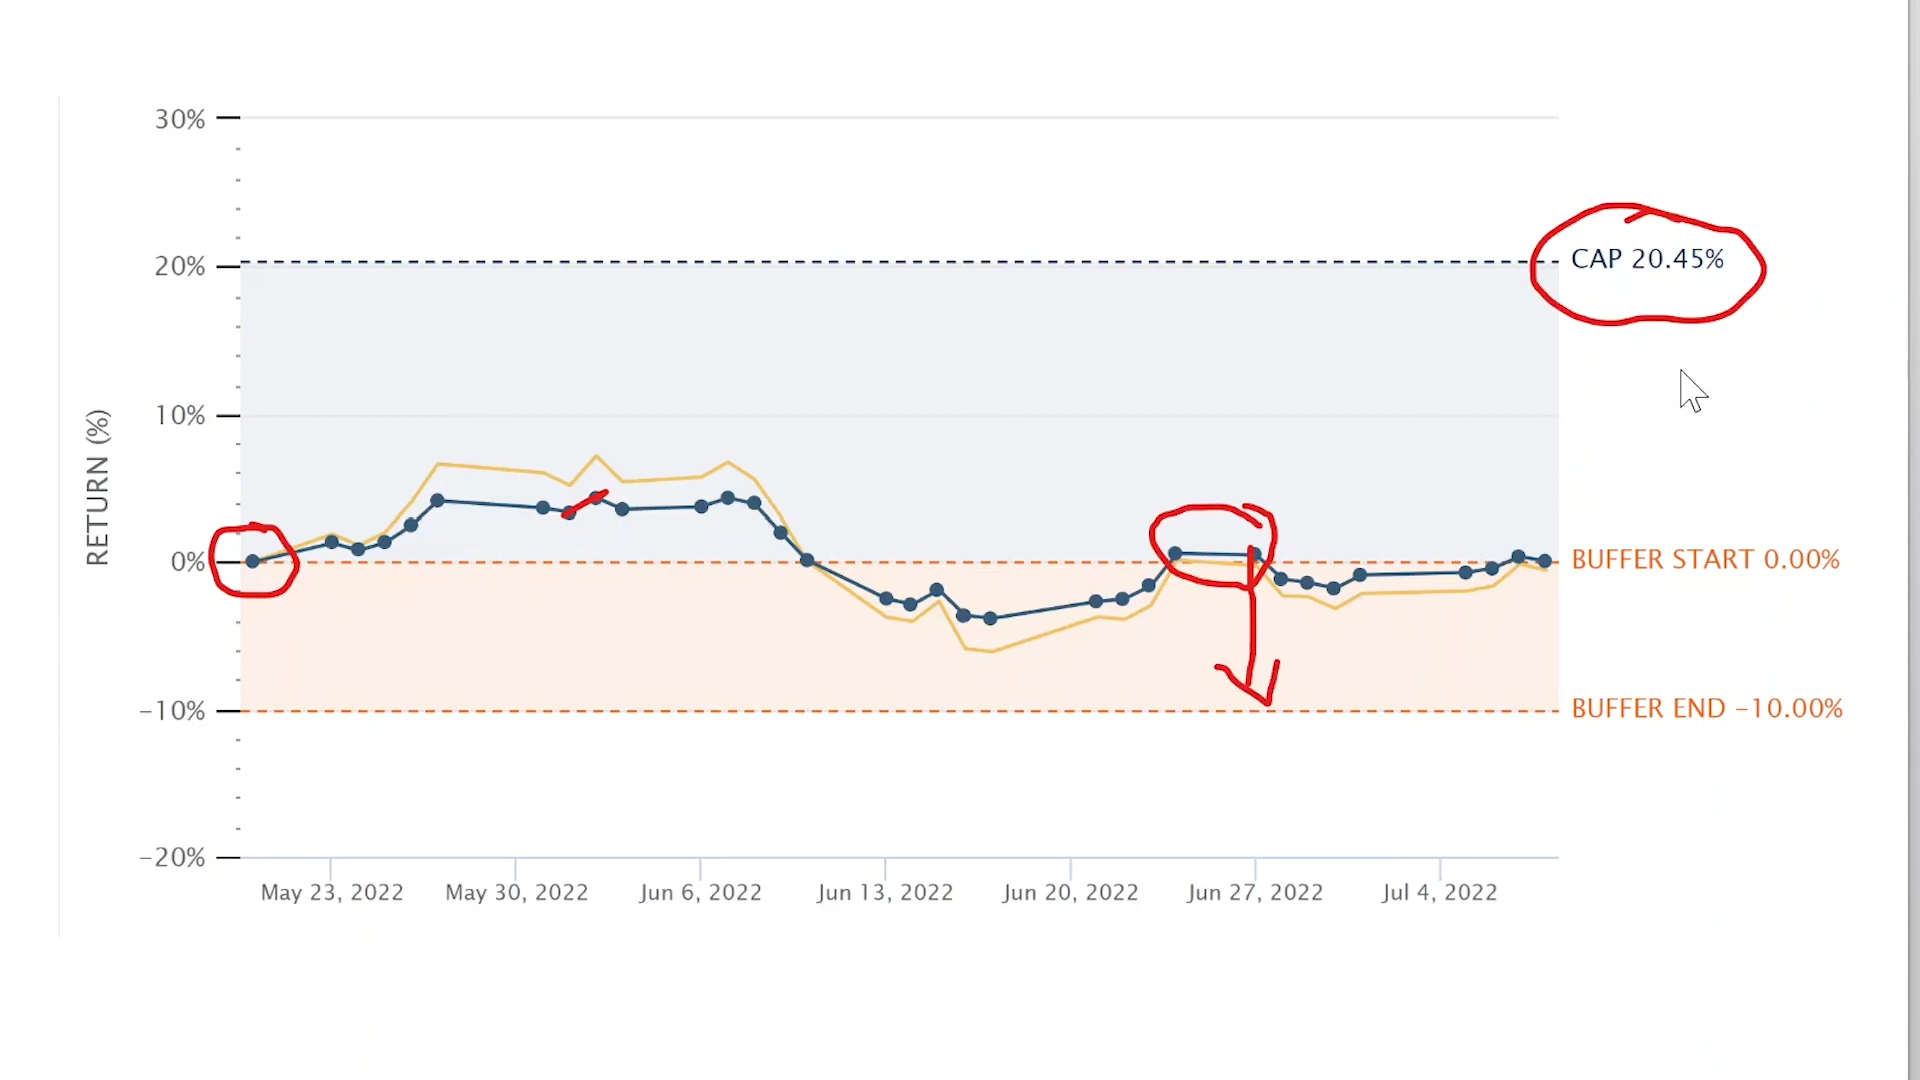 30%
20%
10%
0%
−10%
−20%
RETURN (%)
CAP 20.45%
BUFFER START 0.00%
BUFFER END −10.00%
May 23, 2022
May 30, 2022
Jun 6, 2022
Jun 13, 2022
Jun 20, 2022
Jun 27, 2022
Jul 4, 2022